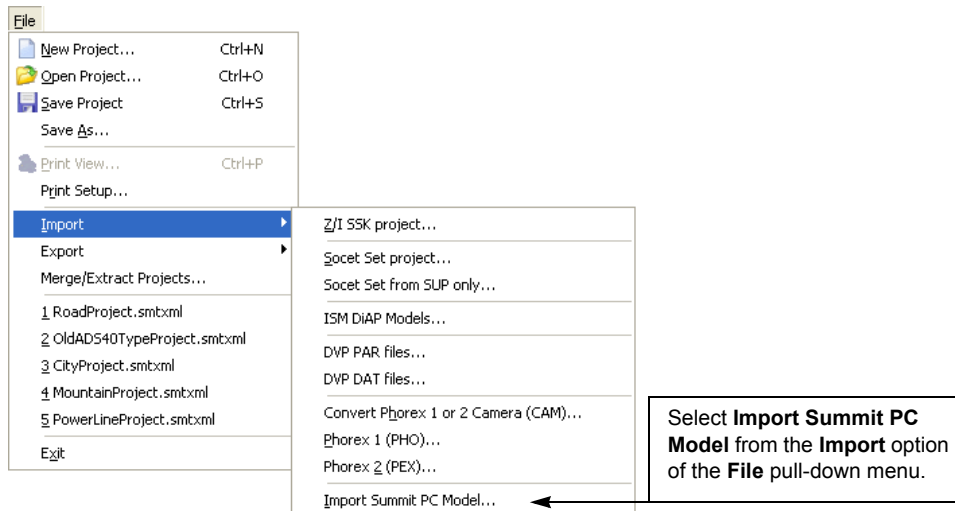 File
New Project... Ctrl+N
Open Project... Ctrl+O
Save Project Ctrl+S
Save As...
Print View... Ctrl+P
Print Setup...
Import
Export
Merge/Extract Projects...
1 RoadProject.smtxml
2 OldADS40TypeProject.smtxml
3 CityProject.smtxml
4 MountainProject.smtxml
5 PowerLineProject.smtxml
Exit
Z/I SSK project...
Socet Set project...
Socet Set from SUP only...
ISM DiAP Models...
DVP PAR files...
DVP DAT files...
Convert Phorex 1 or 2 Camera (CAM)...
Phorex 1 (PHO)...
Phorex 2 (PEX)...
Import Summit PC Model...
Select Import Summit PC
Model from the Import option
of the File pull-down menu.